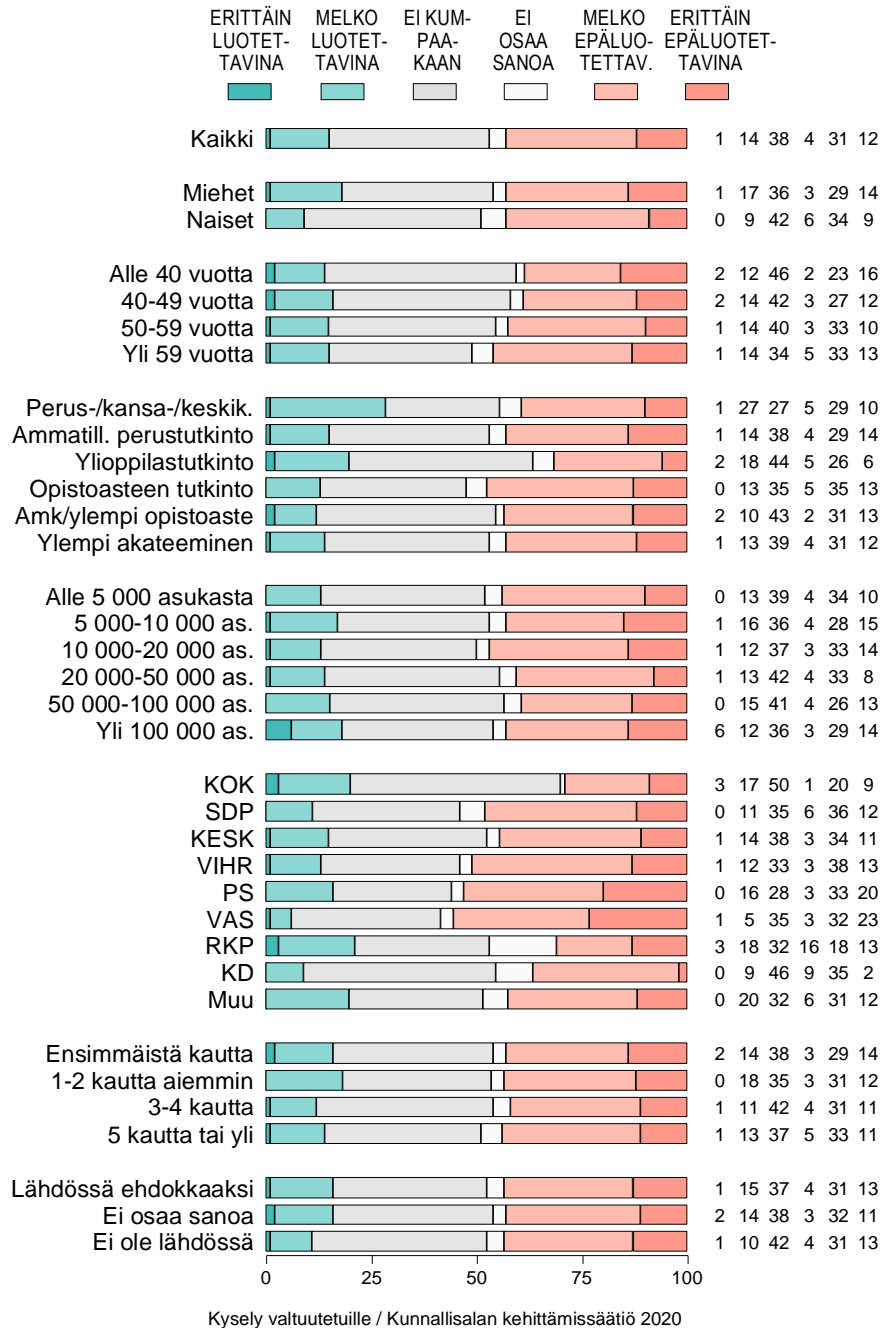 ERITTÄIN MELKO EI KUM- EI MELKO ERITTÄIN
LUOTET- LUOTET- PAA- OSAA EPÄLUO- EPÄLUOTET-
TAVINA TAVINA KAAN SANOA TETTAV. TAVINA
Kaikki 1 14 38 4 31 12
Miehet 1 17 36 3 29 14
Naiset 0 9 42 6 34 9
Alle 40 vuotta 2 12 46 2 23 16
40-49 vuotta 2 14 42 3 27 12
50-59 vuotta 1 14 40 3 33 10
Yli 59 vuotta 1 14 34 5 33 13
Perus-/kansa-/keskik. 1 27 27 5 29 10
Ammatill. perustutkinto 1 14 38 4 29 14
Ylioppilastutkinto 2 18 44 5 26 6
Opistoasteen tutkinto 0 13 35 5 35 13
Amk/ylempi opistoaste 2 10 43 2 31 13
Ylempi akateeminen 1 13 39 4 31 12
Alle 5 000 asukasta 0 13 39 4 34 10
5 000-10 000 as. 1 16 36 4 28 15
10 000-20 000 as. 1 12 37 3 33 14
20 000-50 000 as. 1 13 42 4 33 8
50 000-100 000 as. 0 15 41 4 26 13
Yli 100 000 as. 6 12 36 3 29 14
KOK 3 17 50 1 20 9
SDP 0 11 35 6 36 12
KESK 1 14 38 3 34 11
VIHR 1 12 33 3 38 13
PS 0 16 28 3 33 20
VAS 1 5 35 3 32 23
RKP 3 18 32 16 18 13
KD 0 9 46 9 35 2
Muu 0 20 32 6 31 12
Ensimmäistä kautta 2 14 38 3 29 14
1-2 kautta aiemmin 0 18 35 3 31 12
3-4 kautta 1 11 42 4 31 11
5 kautta tai yli 1 13 37 5 33 11
Lähdössä ehdokkaaksi 1 15 37 4 31 13
Ei osaa sanoa 2 14 38 3 32 11
Ei ole lähdössä 1 10 42 4 31 13
0 25 50 75 100
Kysely valtuutetuille / Kunnallisalan kehittämissäätiö 2020